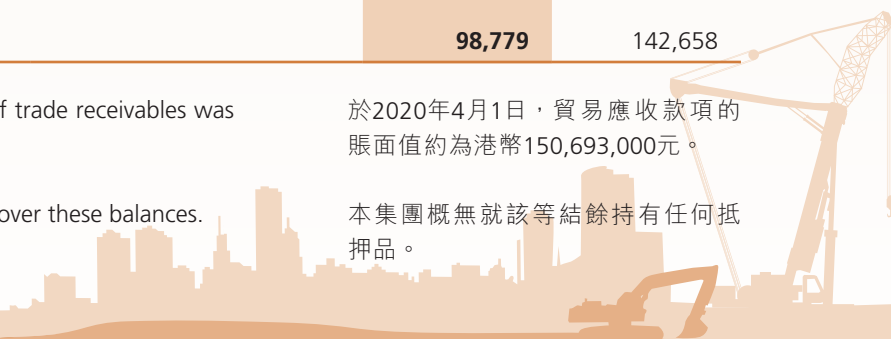 98,779 142,658
f trade receivables was
over these balances.
於2020年4月1日，貿易應收款項的
賬面值約為港幣150,693,000元。
本集團概無就該等結餘持有任何抵
押品。